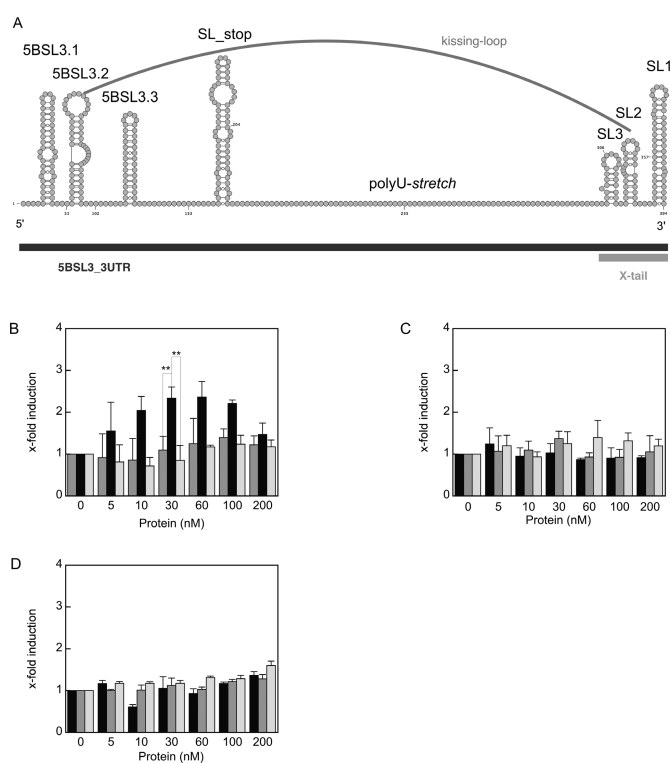 A
SL_stop
kissing-loop
5BSL3.1
5BSL3.2
5BSL3.3
SL1
SL2
SL3
polyU-stretch
5'
3'
5BSL3_3UTR
X-tail
B
4
3
2
1
0
x-fold induction
** **
0 5 10 30 60 100 200
Protein (nM)
C
4
3
2
1
0
x-fold induction
0 5 10 30 60 100 200
Protein (nM)
D
4
3
2
1
0
x-fold induction
0 5 10 30 60 100 200
Protein (nM)